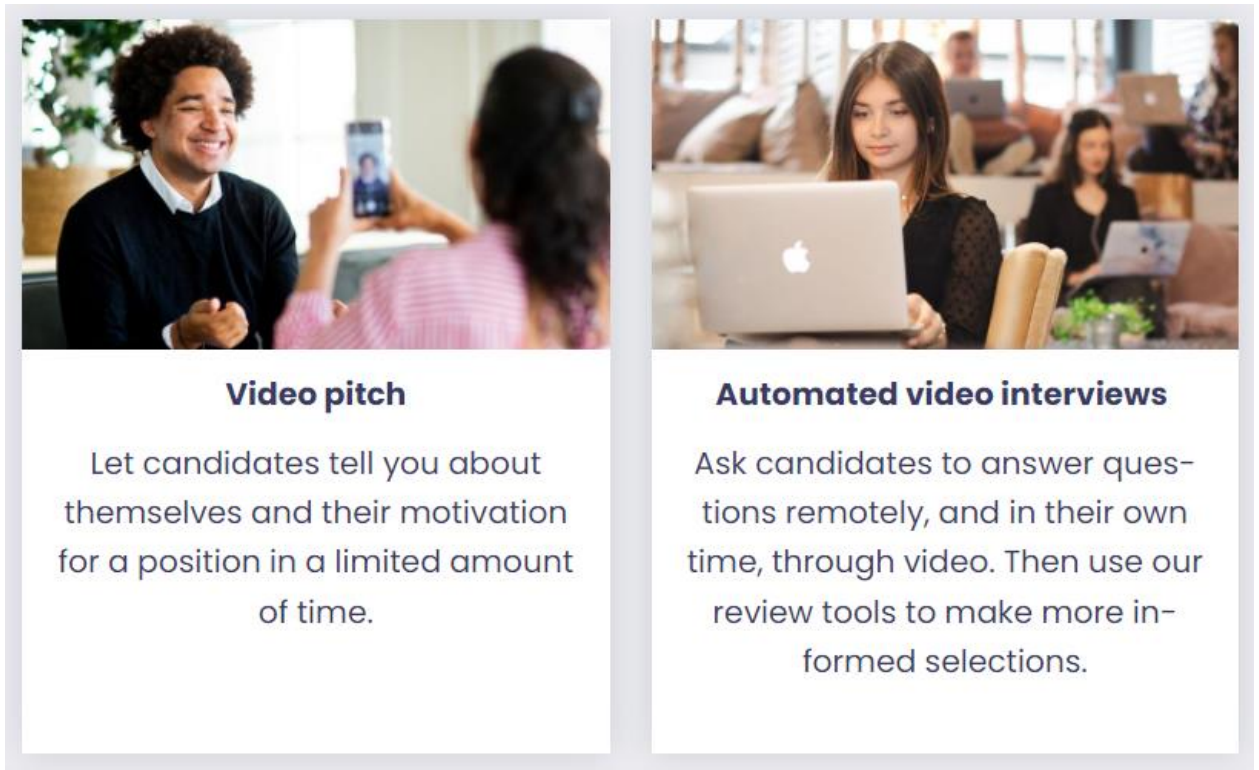 Video pitch
Let candidates tell you about
themselves and their motivation
for a position in a limited amount
of time.
Automated video interviews
Ask candidates to answer ques-
tions remotely, and in their own
time, through video. Then use our
review tools to make more in-
formed selections.